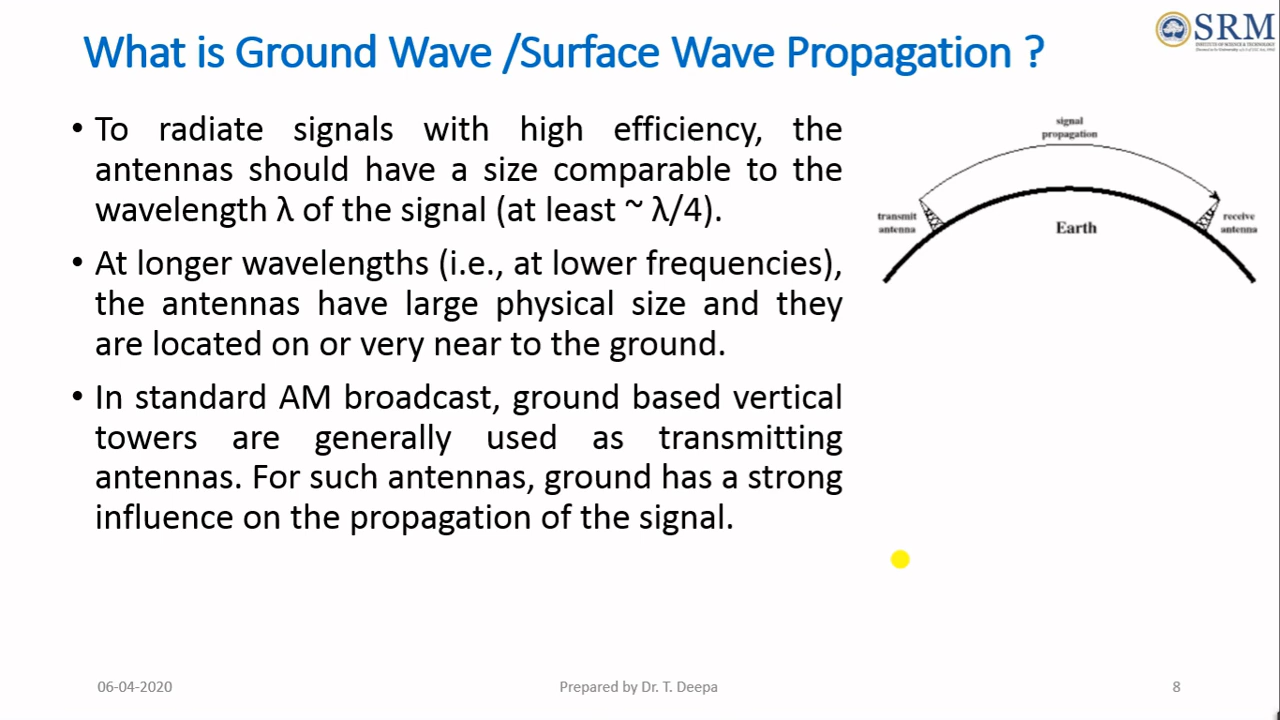 What is Ground Wave /Surface Wave Propagation ?
SRM
INSTITUTE OF SCIENCE & TECHNOLOGY
• To radiate signals with high efficiency, the
antennas should have a size comparable to the
wavelength λ of the signal (at least ~ λ/4).
• At longer wavelengths (i.e., at lower frequencies),
the antennas have large physical size and they
are located on or very near to the ground.
• In standard AM broadcast, ground based vertical
towers are generally used as transmitting
antennas. For such antennas, ground has a strong
influence on the propagation of the signal.
signal
propagation
transmit
antenna
Earth
receive
antenna
06-04-2020
Prepared by Dr. T. Deepa
8